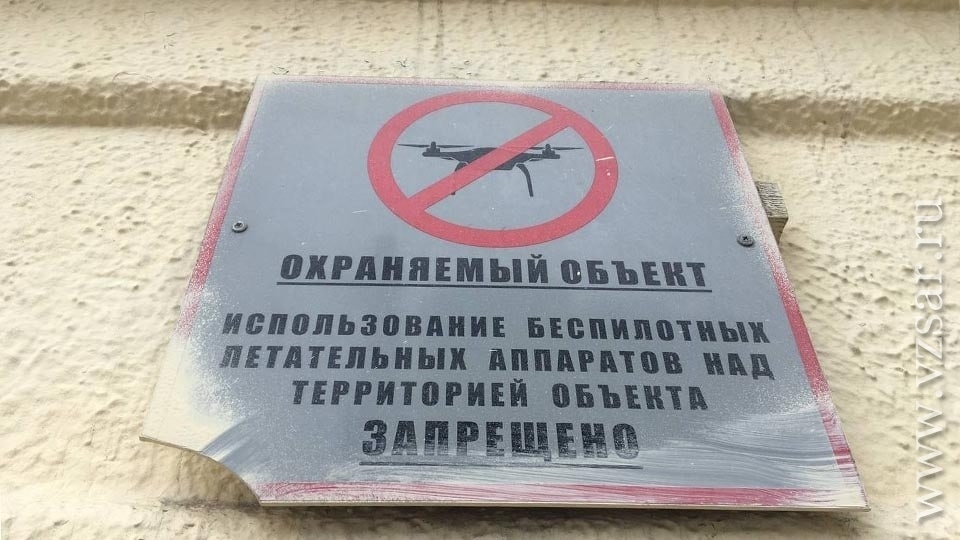 ОХРАНЯЕМЫЙ ОБЪЕКТ
ИСПОЛЬЗОВАНИЕ БЕСПИЛОТНЫХ
ЛЕТАТЕЛЬНЫХ АППАРАТОВ НАД
ТЕРРИТОРИЕЙ ОБЪЕКТА
ЗАПРЕЩЕНО
www.vzsar.ru